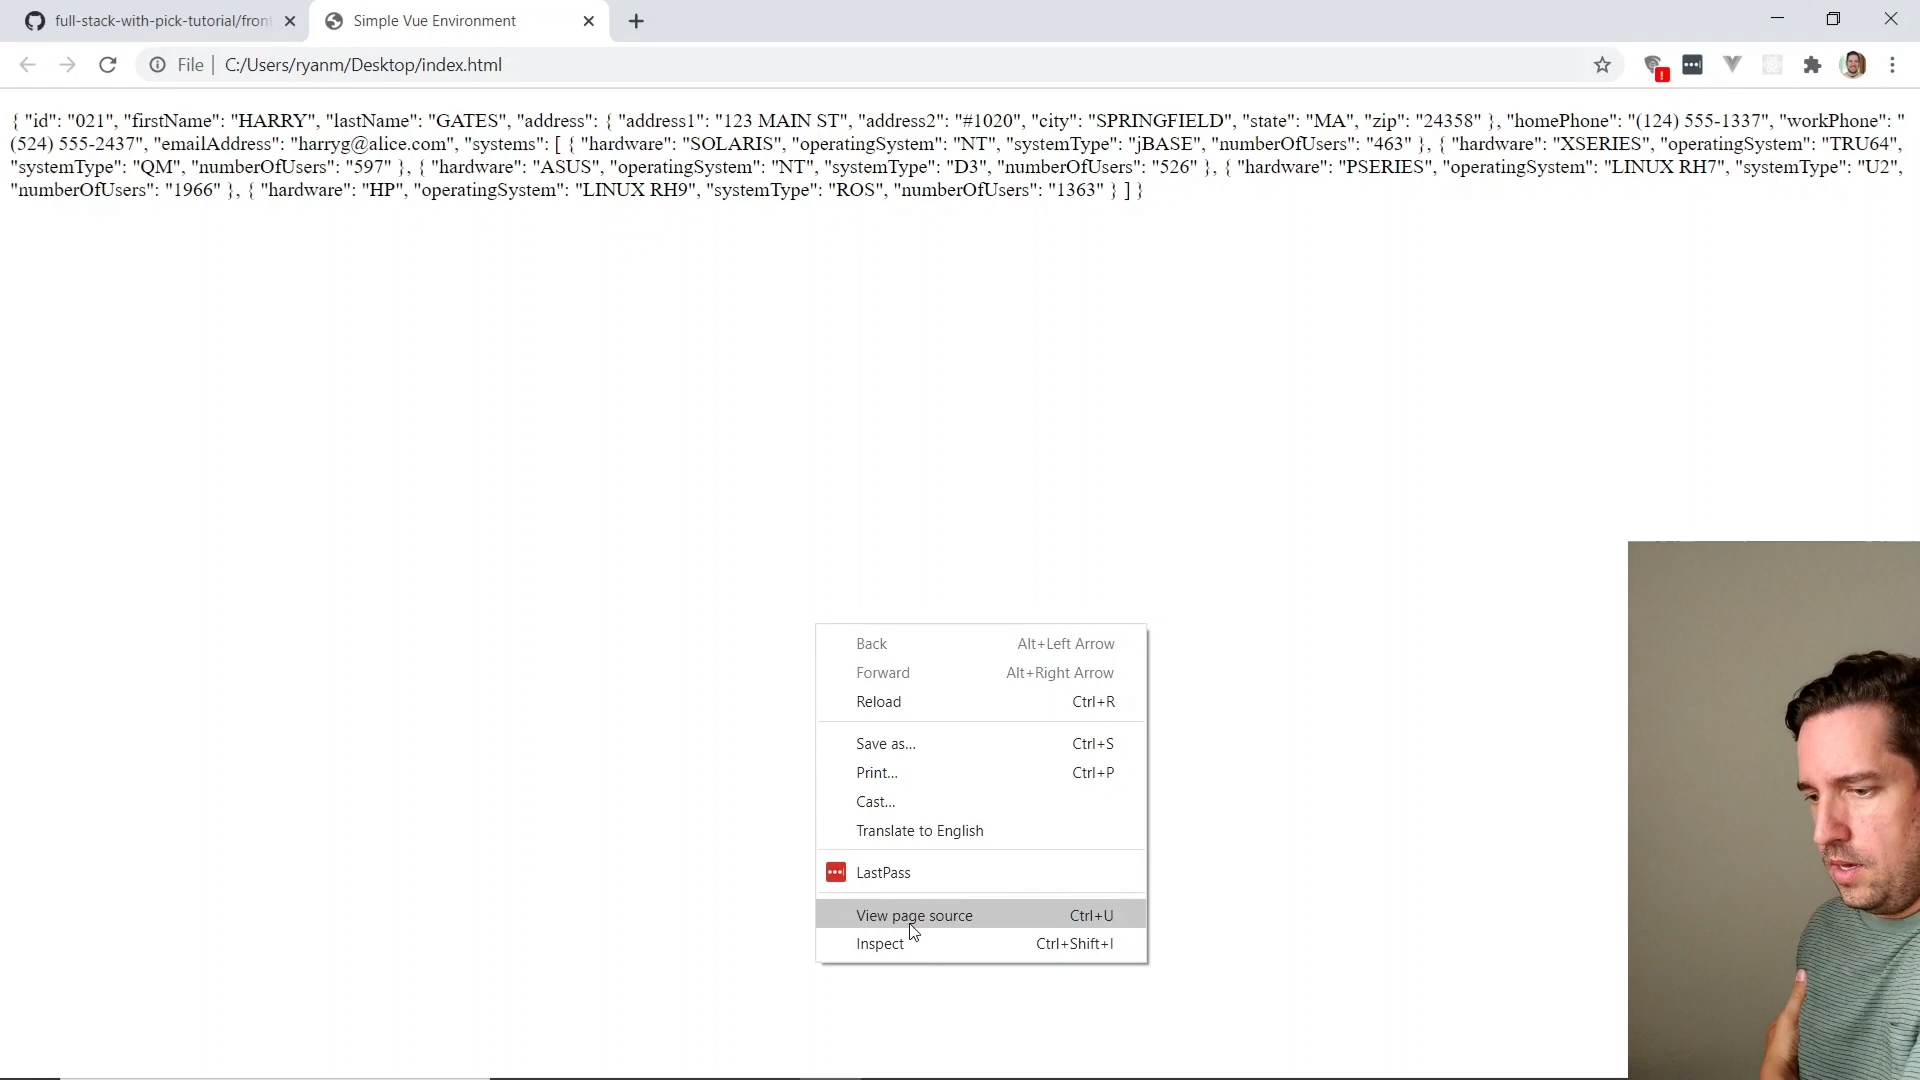 full-stack-with-pick-tutorial/front
Simple Vue Environment
File | C:/Users/ryanm/Desktop/index.html
{ "id": "021", "firstName": "HARRY", "lastName": "GATES", "address": { "address1": "123 MAIN ST", "address2": "#1020", "city": "SPRINGFIELD", "state": "MA", "zip": "24358" }, "homePhone": "(124) 555-1337", "workPhone": "
(524) 555-2437", "emailAddress": "harryg@alice.com", "systems": [ { "hardware": "SOLARIS", "operatingSystem": "NT", "systemType": "jBASE", "numberOfUsers": "463" }, { "hardware": "XSERIES", "operatingSystem": "TRU64",
"systemType": "QM", "numberOfUsers": "597" }, { "hardware": "ASUS", "operatingSystem": "NT", "systemType": "D3", "numberOfUsers": "526" }, { "hardware": "PSERIES", "operatingSystem": "LINUX RH7", "systemType": "U2",
"numberOfUsers": "1966" }, { "hardware": "HP", "operatingSystem": "LINUX RH9", "systemType": "ROS", "numberOfUsers": "1363" } ] }
Back Alt+Left Arrow
Forward Alt+Right Arrow
Reload Ctrl+R
Save as... Ctrl+S
Print... Ctrl+P
Cast...
Translate to English
LastPass
View page source Ctrl+U
Inspect Ctrl+Shift+I